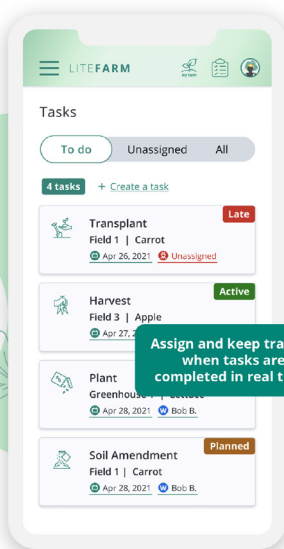 LITEFARM
my farm
Tasks
To do Unassigned All
4 tasks + Create a task
Late
Transplant
Field 1 | Carrot
Apr 26, 2021 Unassigned
Active
Harvest
Field 3 | Apple
Apr 27, 2
Assign and keep tra
when tasks are
completed in real t
Plant
Greenhouse 1 | Lettuce
Apr 28, 2021 W Bob B.
Planned
Soil Amendment
Field 1 | Carrot
Apr 28, 2021 W Bob B.